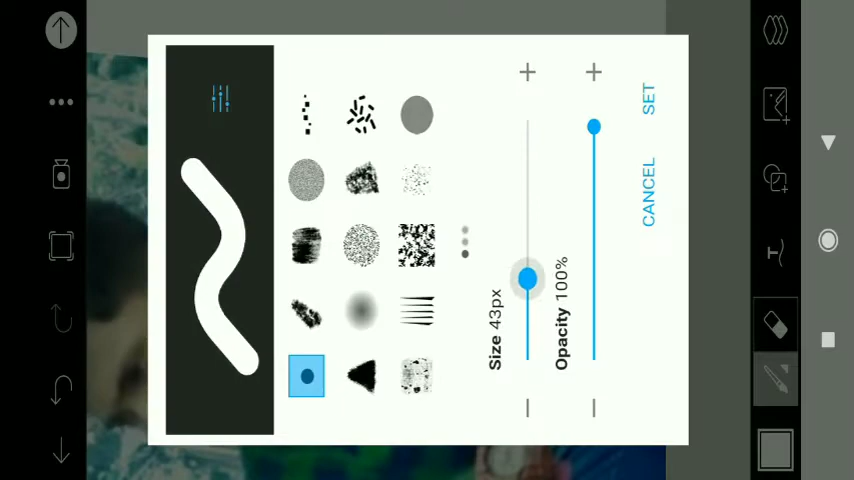 Size 43px
Opacity 100%
CANCEL
SET
T